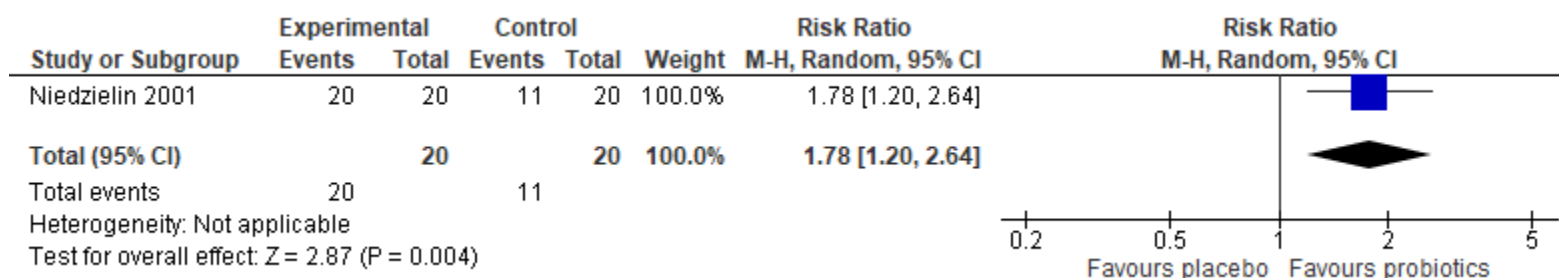 Experimental Control Risk Ratio Risk Ratio
Study or Subgroup Events Total Events Total Weight M-H, Random, 95% CI M-H, Random, 95% CI
Niedzielin 2001 20 20 11 20 100.0% 1.78 [1.20, 2.64]
Total (95% CI) 20 20 100.0% 1.78 [1.20, 2.64]
Total events 20 11
Heterogeneity: Not applicable
Test for overall effect: Z = 2.87 (P = 0.004)
0.2 0.5 1 2 5
Favours placebo Favours probiotics